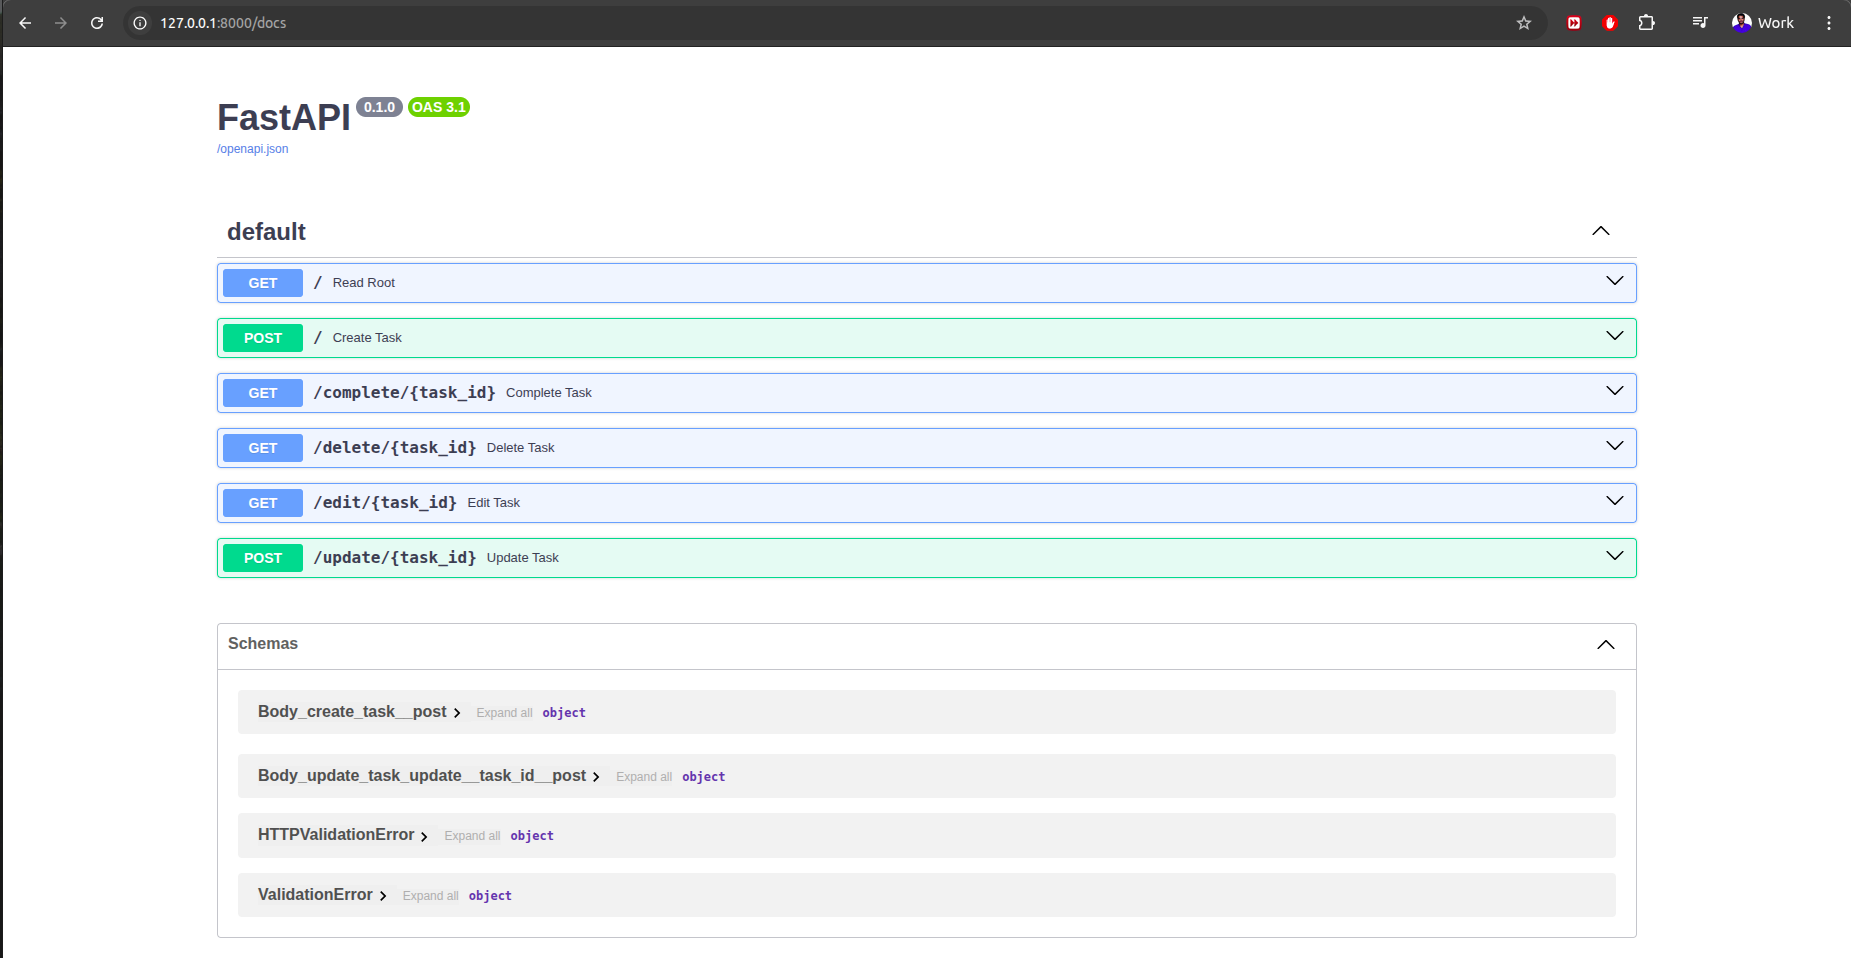 127.0.0.1:8000/docs
Work
FastAPI 0.1.0 OAS 3.1
/openapi.json
default
GET / Read Root
POST / Create Task
GET /complete/{task_id} Complete Task
GET /delete/{task_id} Delete Task
GET /edit/{task_id} Edit Task
POST /update/{task_id} Update Task
Schemas
Body_create_task__post Expand all object
Body_update_task_update__task_id__post Expand all object
HTTPValidationError Expand all object
ValidationError Expand all object